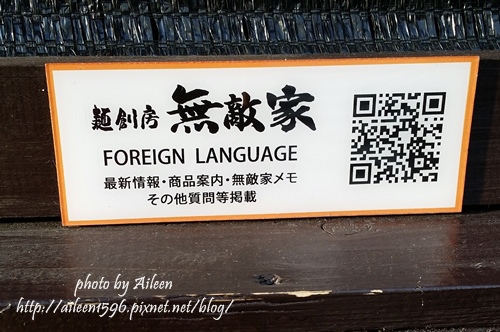 麺創房 無敵家
FOREIGN LANGUAGE
最新情報・商品案内・無敵家メモ
その他質問等掲載
photo by Aileen
http://aileen1596.pixnet.net/blog/